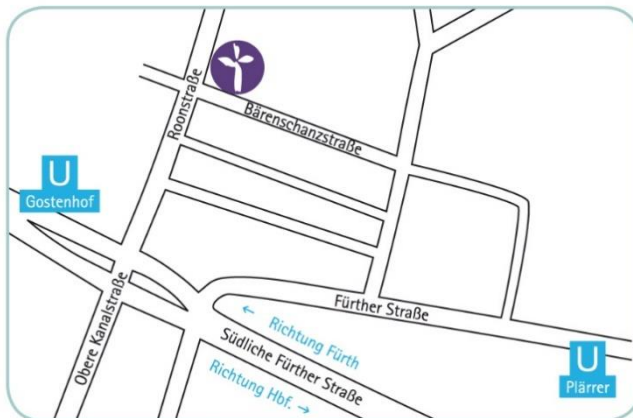 Roonstraße
Bärenschanzstraße
U
Gostenhof
Obere Kanalstraße
Fürther Straße
← Richtung Fürth
Südliche Fürther Straße
Richtung Hbf. →
U
Plärrer